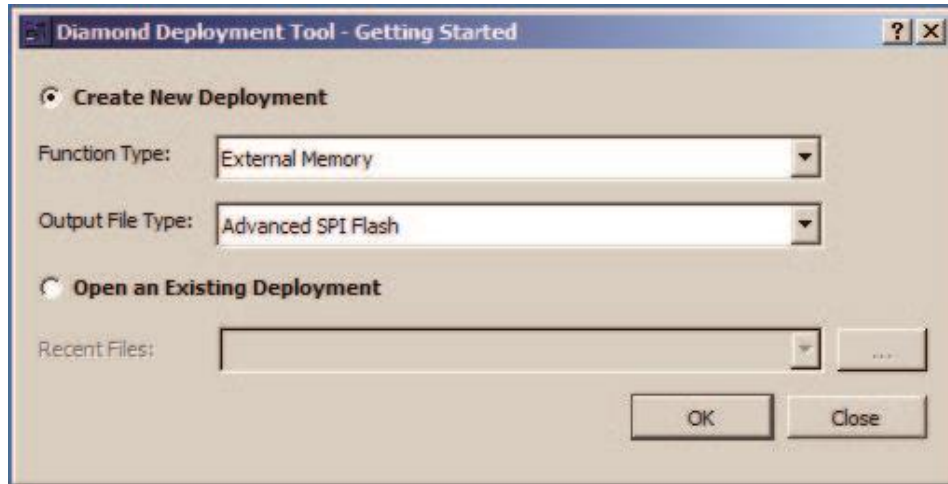 Diamond Deployment Tool - Getting Started
Create New Deployment
Function Type: External Memory
Output File Type: Advanced SPI Flash
Open an Existing Deployment
Recent Files: ...
OK Close